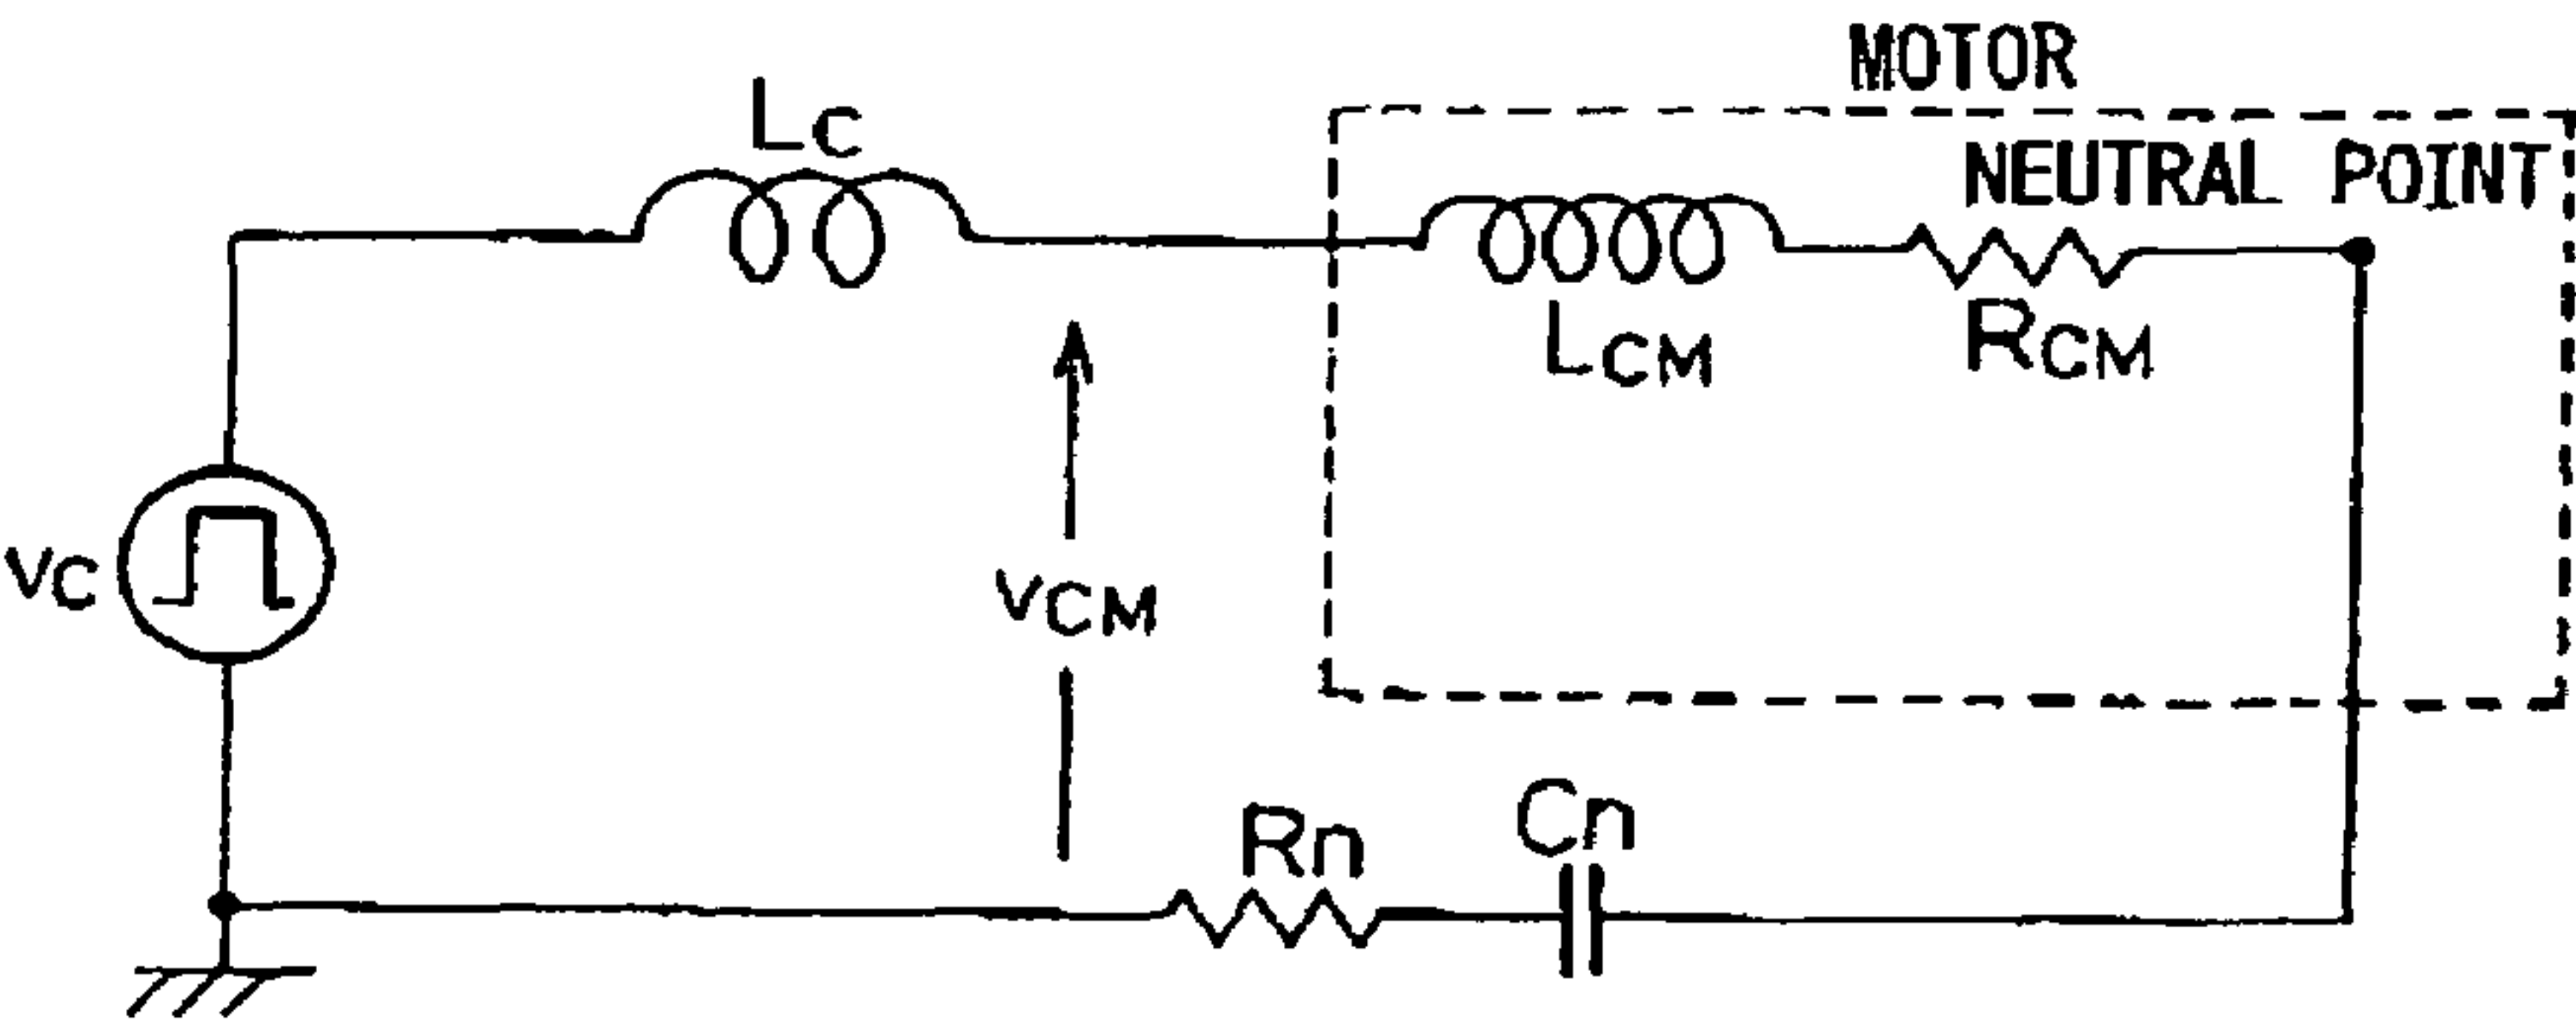 MOTOR
LC
NEUTRAL POINT
LCM
RCM
vC
vCM
Rn
Cn